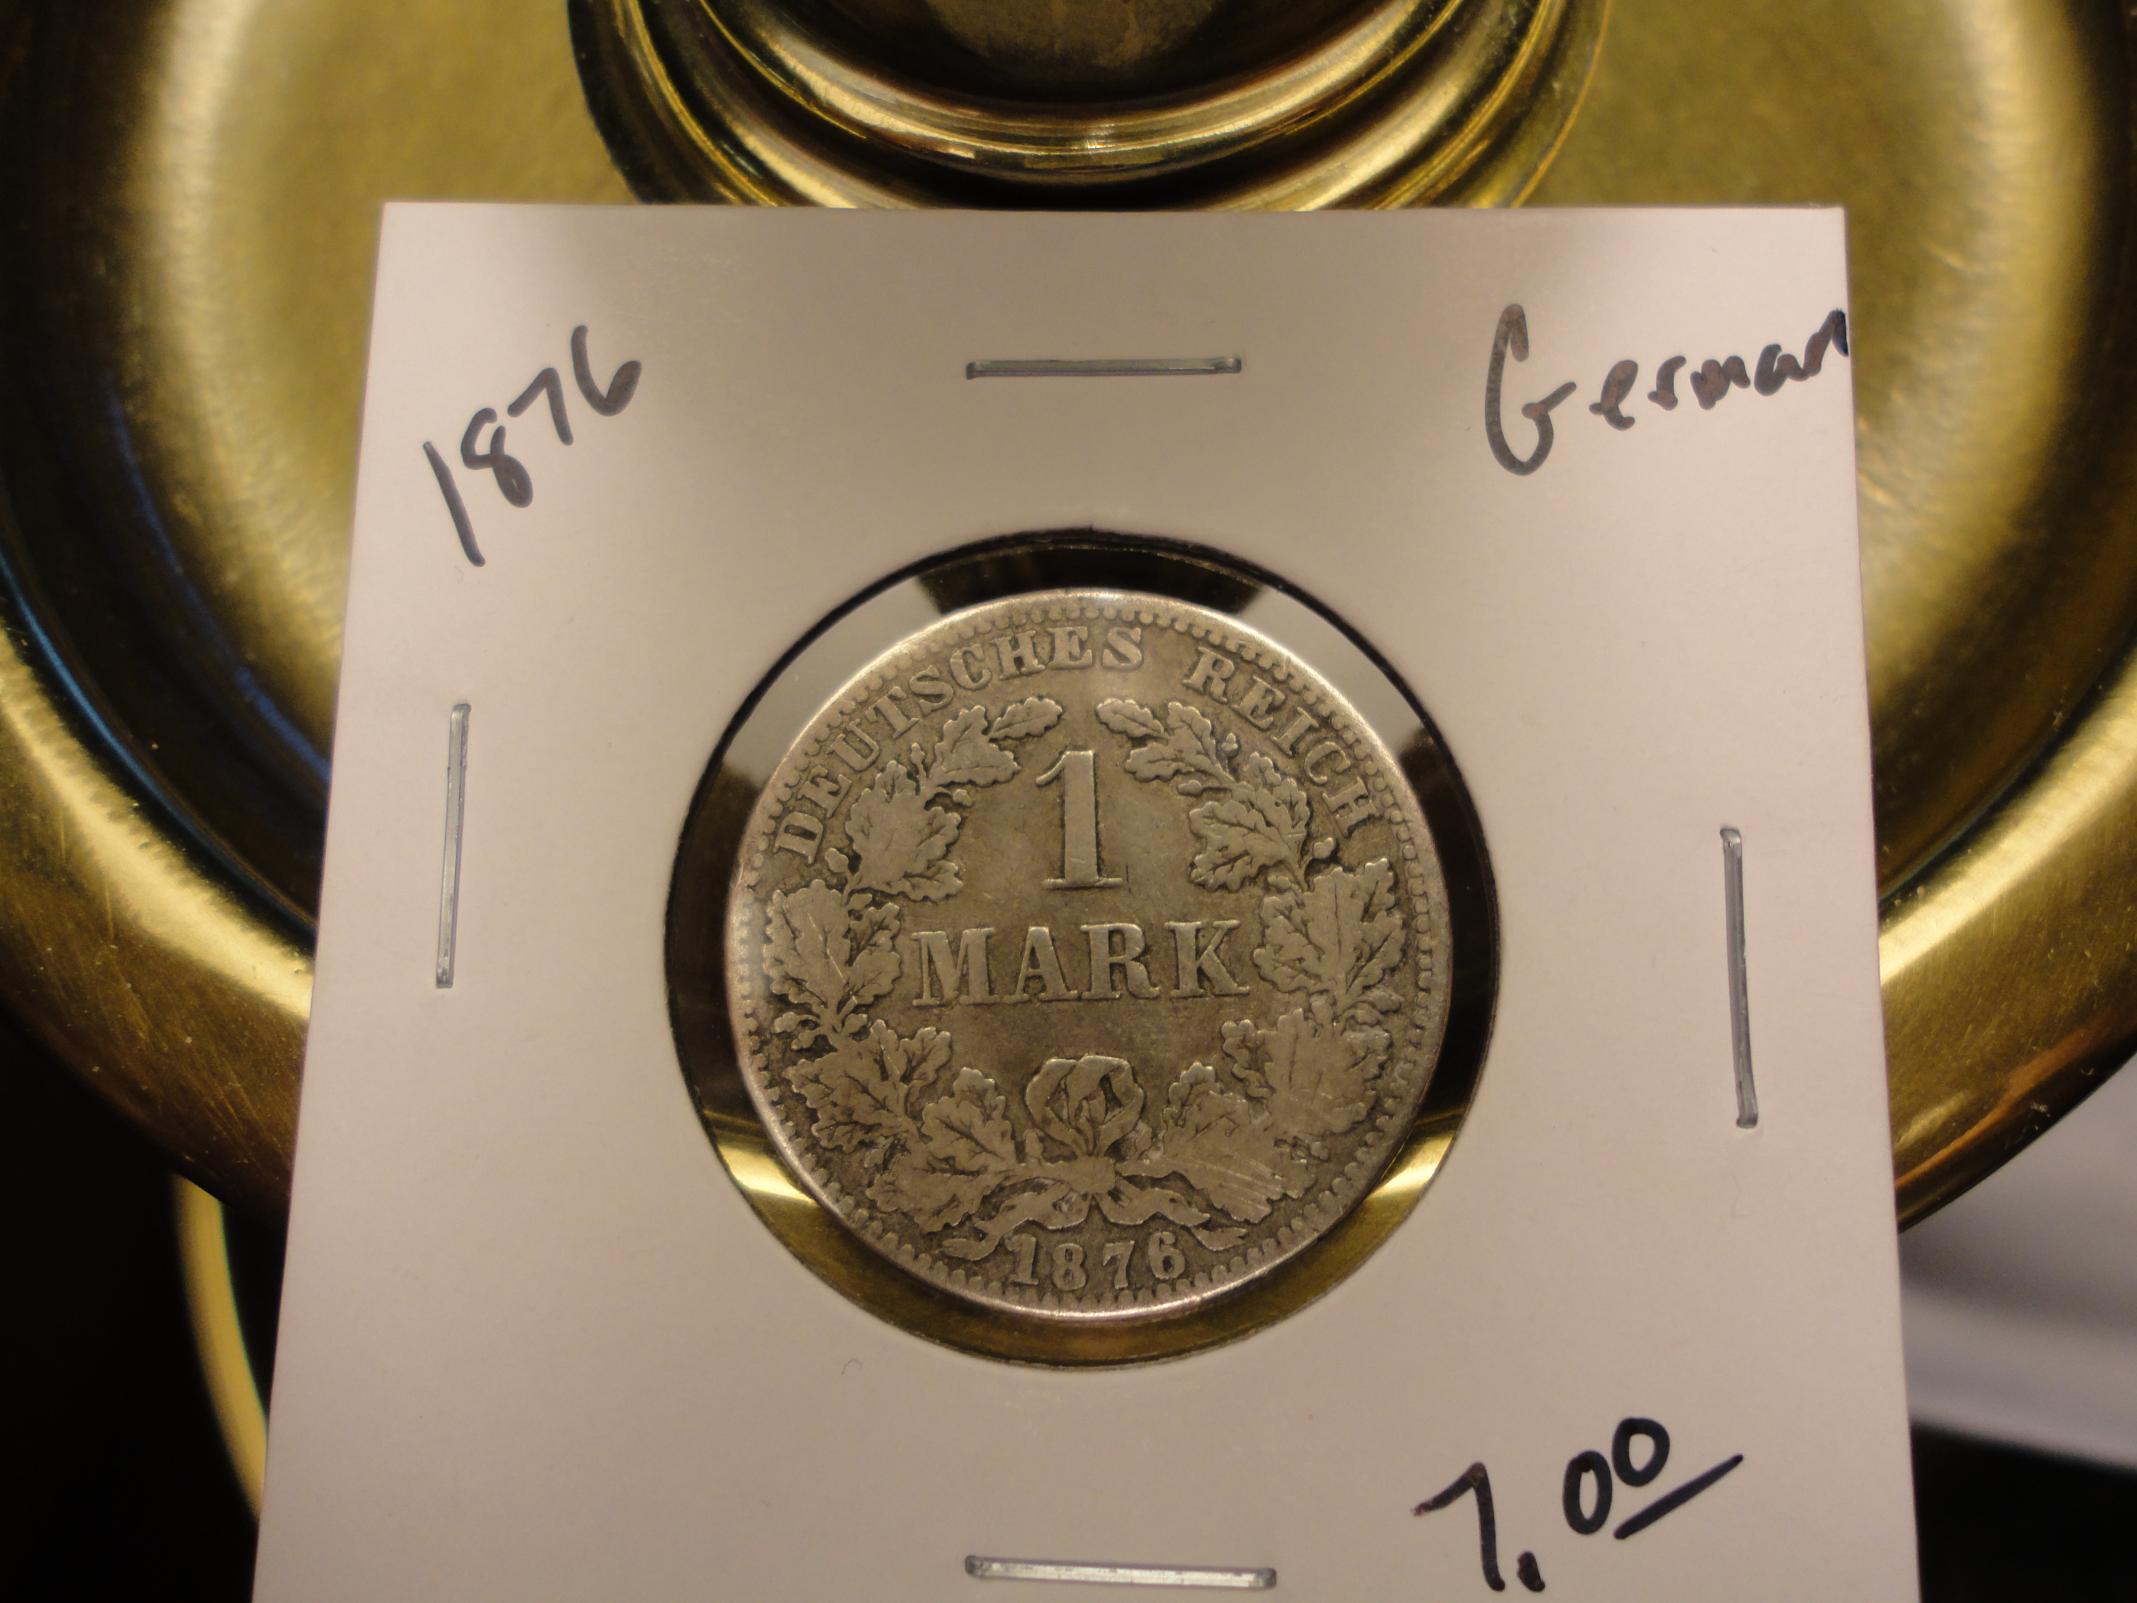 1876
German
DEUTSCHES REICH
1
MARK
1876
7.00